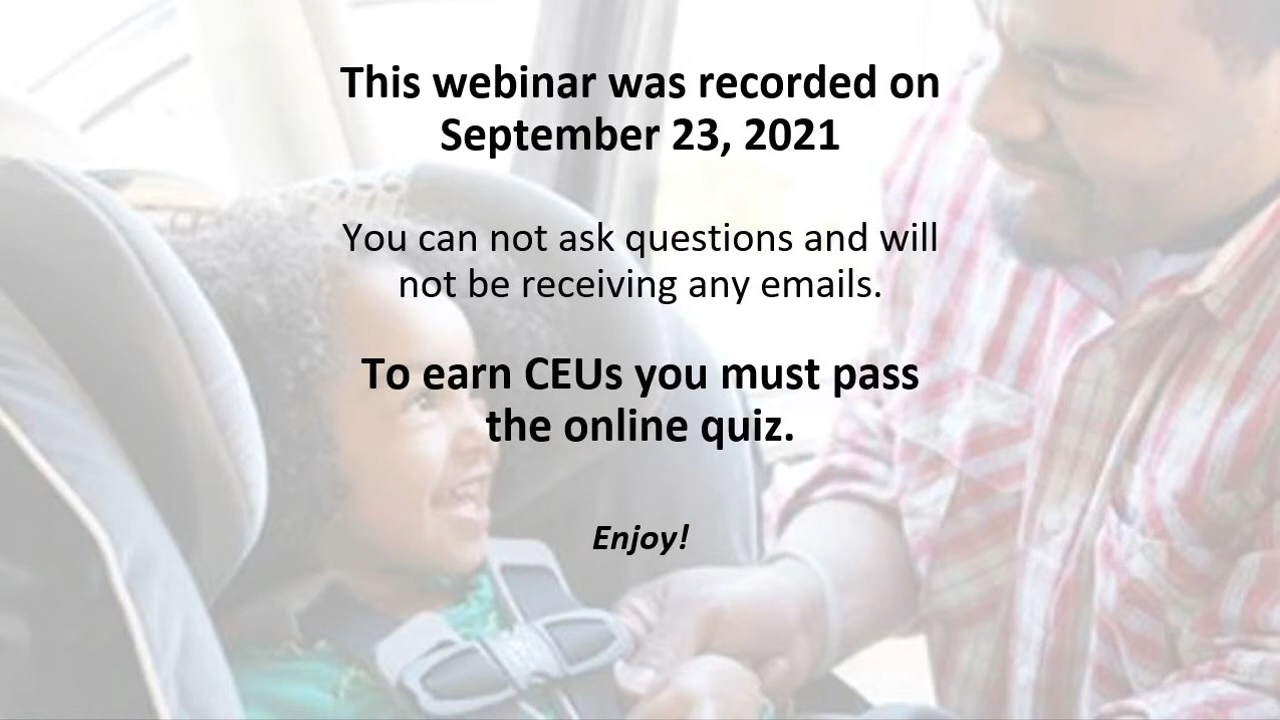 This webinar was recorded on
September 23, 2021
You can not ask questions and will
not be receiving any emails.
To earn CEUs you must pass
the online quiz.
Enjoy!